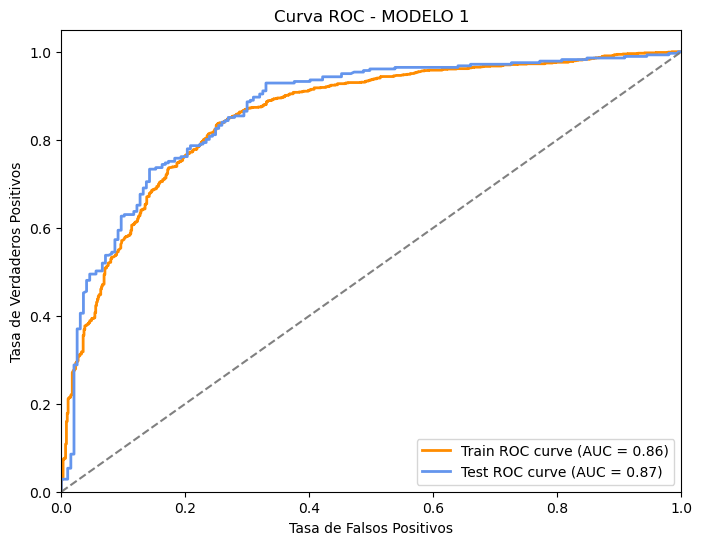 Curva ROC - MODELO 1
Tasa de Verdaderos Positivos
1.0
0.8
0.6
0.4
0.2
0.0
0.0 0.2 0.4 0.6 0.8 1.0
Tasa de Falsos Positivos
Train ROC curve (AUC = 0.86)
Test ROC curve (AUC = 0.87)